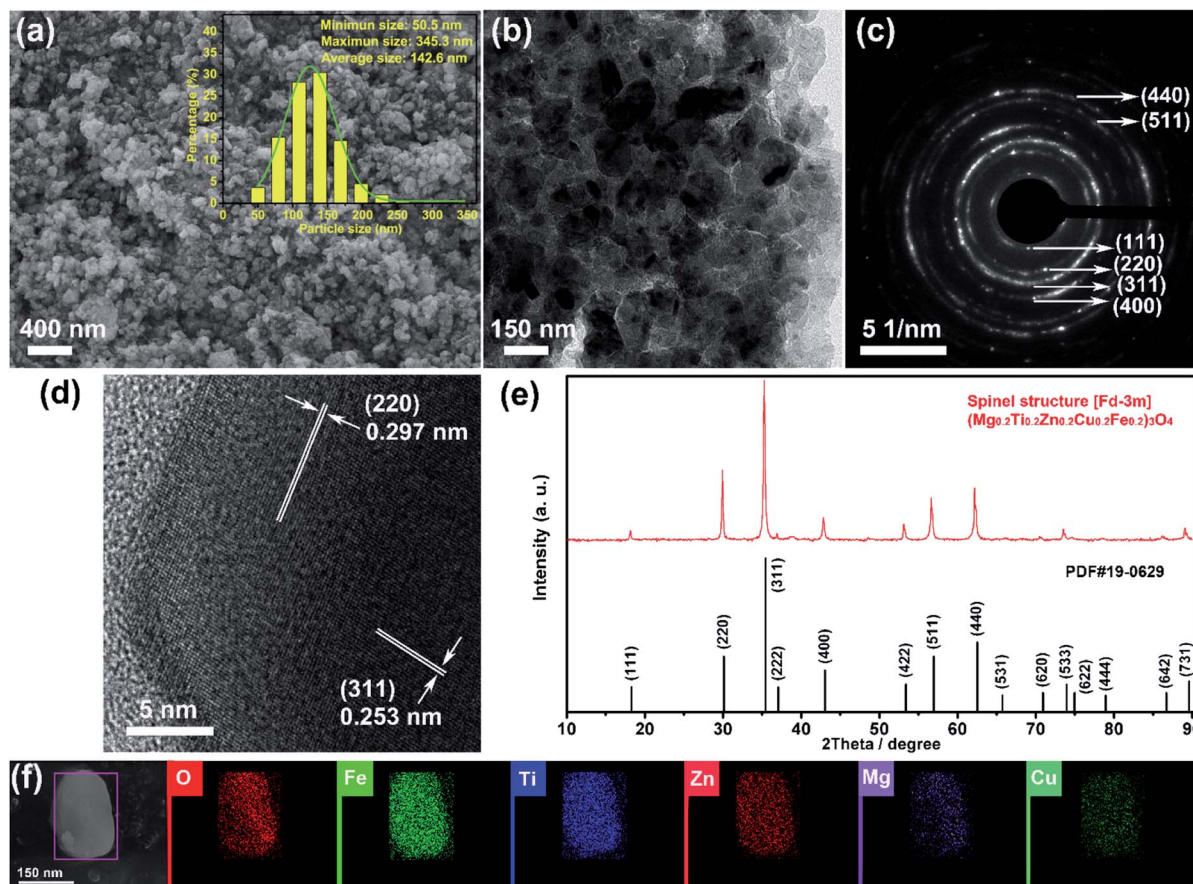 (a)
Minimun size: 50.5 nm
Maximun size: 345.3 nm
Average size: 142.6 nm
Percentage (%)
40
35
30
25
20
15
10
5
0
0 50 100 150 200 250 300 350
Particle size (nm)
400 nm
(b)
150 nm
(c)
(440)
(511)
(111)
(220)
(311)
(400)
5 1/nm
(d)
(220)
0.297 nm
(311)
0.253 nm
5 nm
(e)
Spinel structure [Fd-3m]
(Mg0.2Ti0.2Zn0.2Cu0.2Fe0.2)3O4
Intensity (a. u.)
PDF#19-0629
(111)
(220)
(311)
(222)
(400)
(422)
(511)
(440)
(531)
(620)
(533)
(622)
(444)
(642)
(731)
10 20 30 40 50 60 70 80 90
2Theta / degree
(f)
150 nm
O
Fe
Ti
Zn
Mg
Cu